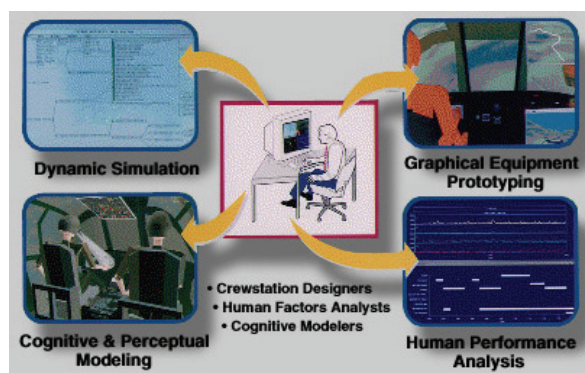 Dynamic Simulation
Graphical Equipment
Prototyping
• Crewstation Designers
• Human Factors Analysts
• Cognitive Modelers
Cognitive & Perceptual
Modeling
Human Performance
Analysis